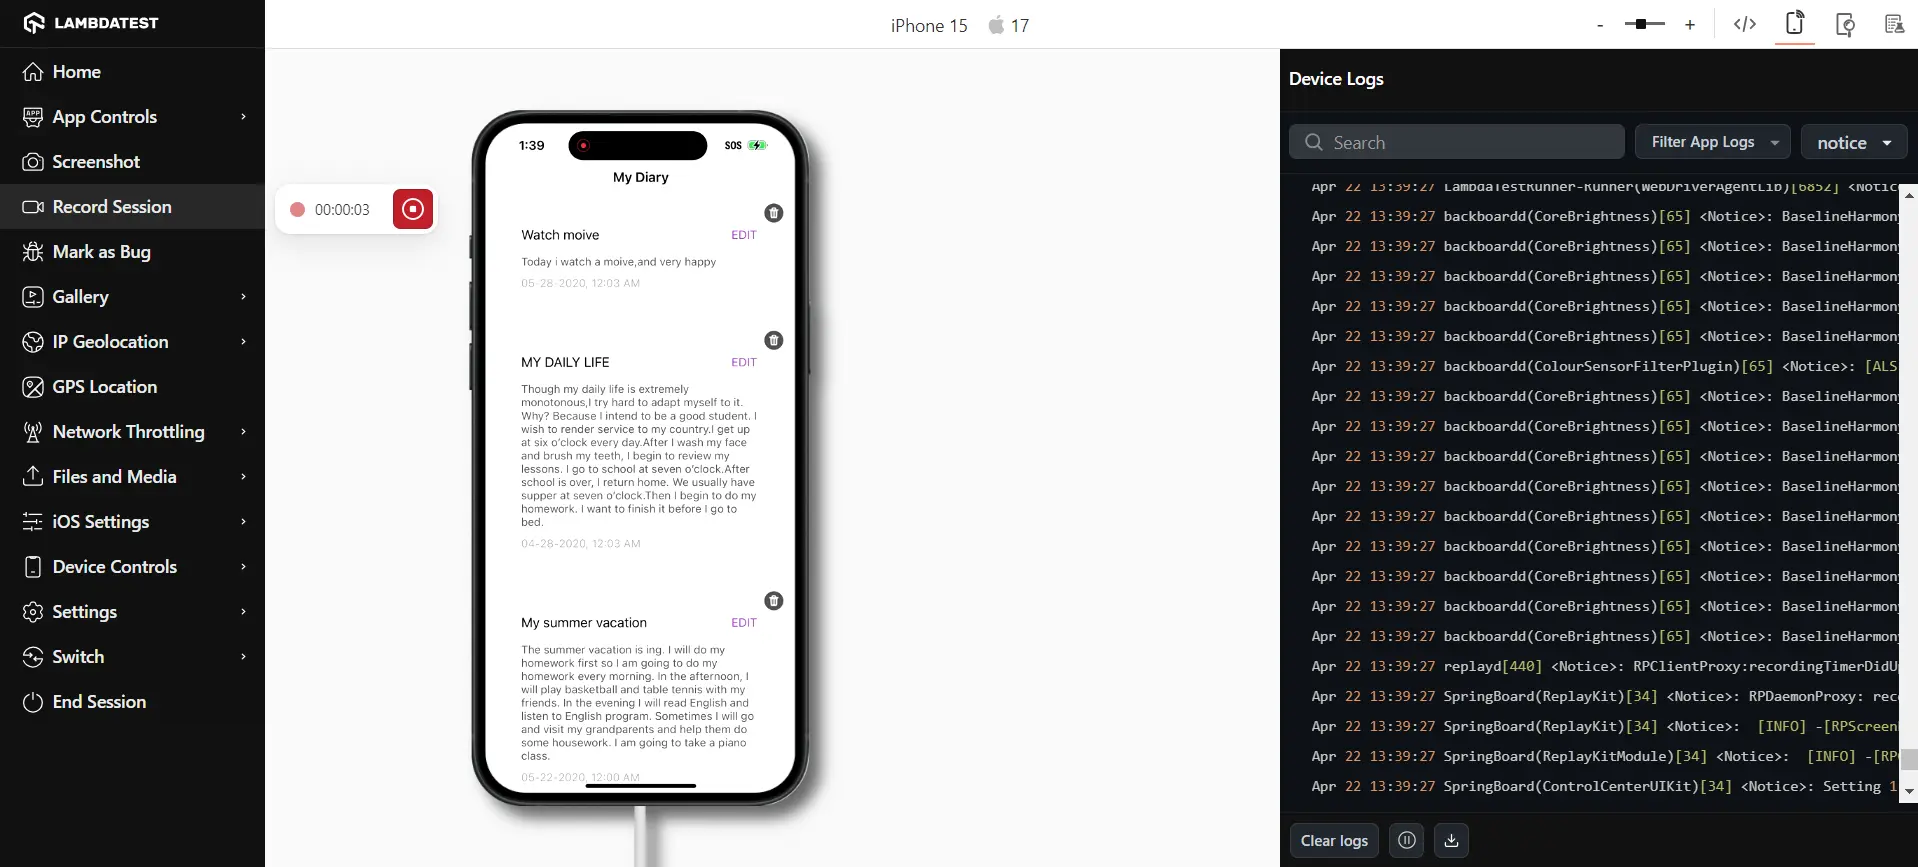 LAMBDATEST
iPhone 15 17
- +
Home
App Controls
Screenshot
Record Session
Mark as Bug
Gallery
IP Geolocation
GPS Location
Network Throttling
Files and Media
iOS Settings
Device Controls
Settings
Switch
End Session
00:00:03
1:39
SOS
My Diary
Watch moive
EDIT
Today i watch a moive,and very happy
05-28-2020, 12:03 AM
MY DAILY LIFE
EDIT
Though my daily life is extremely
monotonous,I try hard to adapt myself to it.
Why? Because I intend to be a good student. I
wish to render service to my country.I get up
at six o'clock every day.After I wash my face
and brush my teeth, I begin to review my
lessons. I go to school at seven o'clock.After
school is over, I return home. We usually have
supper at seven o'clock.Then I begin to do my
homework. I want to finish it before I go to
bed.
04-28-2020, 12:03 AM
My summer vacation
EDIT
The summer vacation is ing. I will do my
homework first so I am going to do my
homework every morning. In the afternoon, I
will play basketball and table tennis with my
friends. In the evening I will read English and
listen to English program. Sometimes I will go
and visit my grandparents and help them do
some housework. I am going to take a piano
class.
05-22-2020, 12:00 AM
Device Logs
Search
Filter App Logs
notice
Apr 22 13:39:27 LambdaTestRunner-Runner(WebDriverAgentLib)[6852] <Notic
Apr 22 13:39:27 backboardd(CoreBrightness)[65] <Notice>: BaselineHarmon
Apr 22 13:39:27 backboardd(CoreBrightness)[65] <Notice>: BaselineHarmon
Apr 22 13:39:27 backboardd(CoreBrightness)[65] <Notice>: BaselineHarmon
Apr 22 13:39:27 backboardd(CoreBrightness)[65] <Notice>: BaselineHarmon
Apr 22 13:39:27 backboardd(CoreBrightness)[65] <Notice>: BaselineHarmon
Apr 22 13:39:27 backboardd(ColourSensorFilterPlugin)[65] <Notice>: [ALS
Apr 22 13:39:27 backboardd(CoreBrightness)[65] <Notice>: BaselineHarmon
Apr 22 13:39:27 backboardd(CoreBrightness)[65] <Notice>: BaselineHarmon
Apr 22 13:39:27 backboardd(CoreBrightness)[65] <Notice>: BaselineHarmon
Apr 22 13:39:27 backboardd(CoreBrightness)[65] <Notice>: BaselineHarmon
Apr 22 13:39:27 backboardd(CoreBrightness)[65] <Notice>: BaselineHarmon
Apr 22 13:39:27 backboardd(CoreBrightness)[65] <Notice>: BaselineHarmon
Apr 22 13:39:27 backboardd(CoreBrightness)[65] <Notice>: BaselineHarmon
Apr 22 13:39:27 backboardd(CoreBrightness)[65] <Notice>: BaselineHarmon
Apr 22 13:39:27 backboardd(CoreBrightness)[65] <Notice>: BaselineHarmon
Apr 22 13:39:27 replayd[440] <Notice>: RPClientProxy:recordingTimerDidU
Apr 22 13:39:27 SpringBoard(ReplayKit)[34] <Notice>: RPDaemonProxy: rec
Apr 22 13:39:27 SpringBoard(ReplayKit)[34] <Notice>: [INFO] -[RPScreen
Apr 22 13:39:27 SpringBoard(ReplayKitModule)[34] <Notice>: [INFO] -[RP
Apr 22 13:39:27 SpringBoard(ControlCenterUIKit)[34] <Notice>: Setting 1
Clear logs